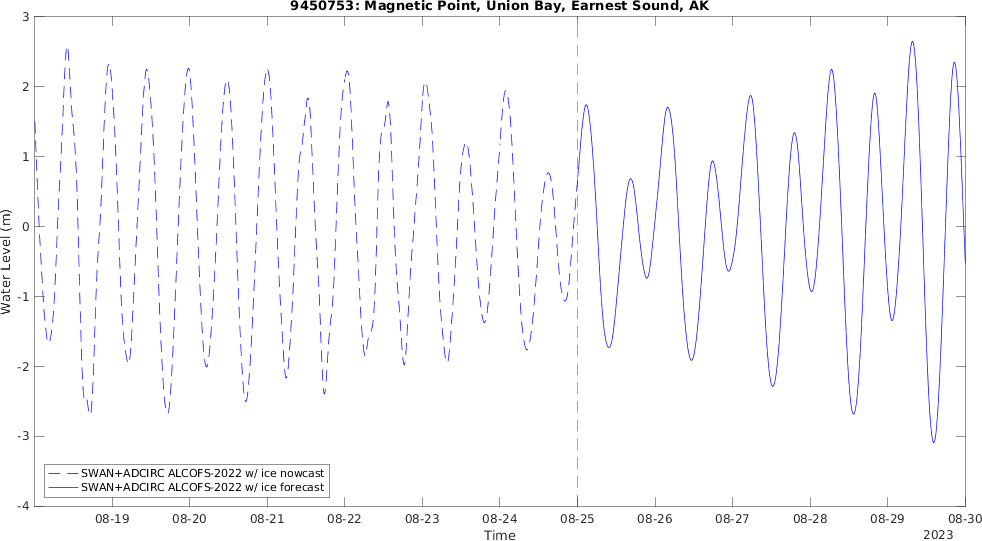 9450753: Magnetic Point, Union Bay, Earnest Sound, AK
3
2
1
0
-1
-2
-3
-4
Water Level (m)
SWAN+ADCIRC ALCOFS-2022 w/ ice nowcast
SWAN+ADCIRC ALCOFS-2022 w/ ice forecast
08-19 08-20 08-21 08-22 08-23 08-24 08-25 08-26 08-27 08-28 08-29 08-30
Time
2023